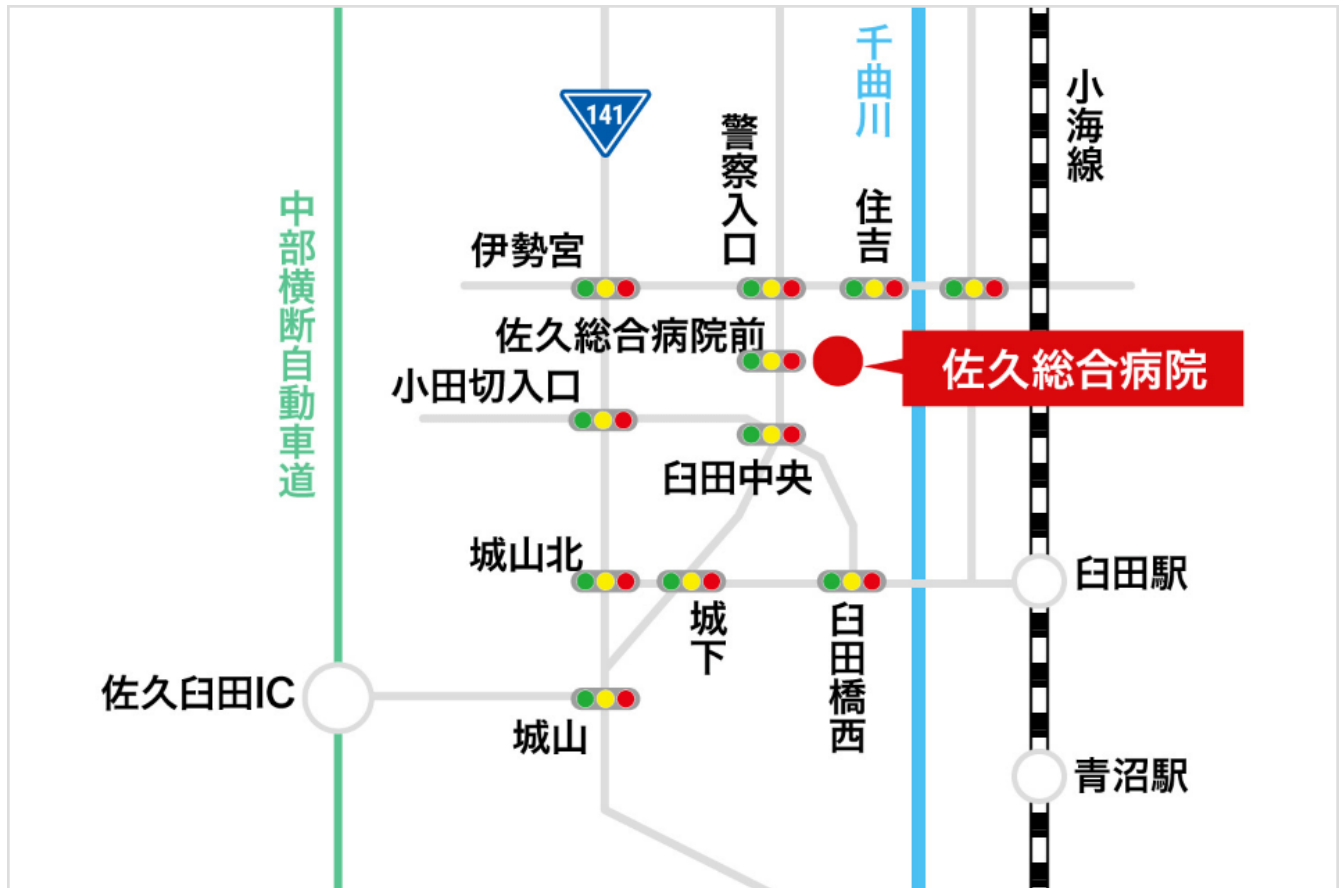 141
千曲川
小海線
警察入口
住吉
中部横断自動車道
伊勢宮
佐久総合病院前
佐久総合病院
小田切入口
臼田中央
城山北
城下
臼田橋西
臼田駅
佐久臼田IC
城山
青沼駅